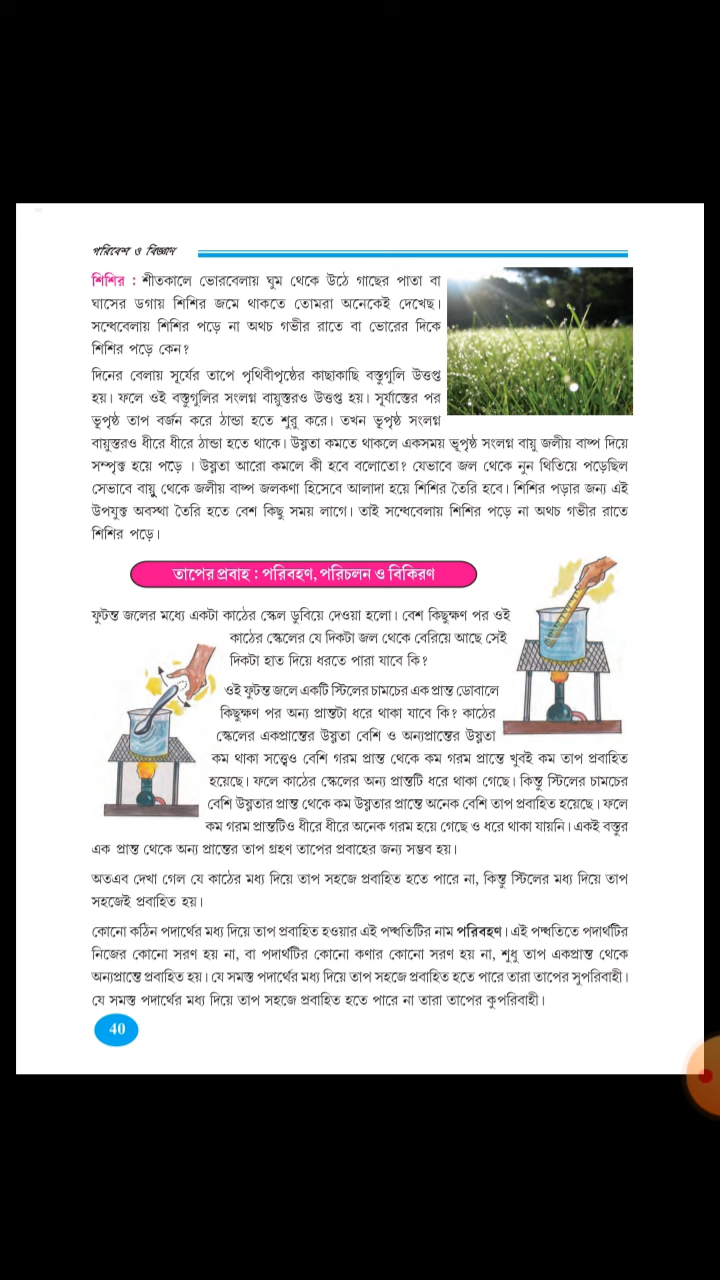 পরিবেশ ও বিজ্ঞান
শিশির : শীতকালে ভোরবেলায় ঘুম থেকে উঠে গাছের পাতা বা
ঘাসের ডগায় শিশির জমে থাকতে তোমরা অনেকেই দেখেছ।
সন্ধেবেলায় শিশির পড়ে না অথচ গভীর রাতে বা ভোরের দিকে
শিশির পড়ে কেন?
দিনের বেলায় সূর্যের তাপে পৃথিবীপৃষ্ঠের কাছাকাছি বস্তুগুলি উত্তপ্ত
হয়। ফলে ওই বস্তুগুলির সংলগ্ন বায়ুস্তরও উত্তপ্ত হয়। সূর্যাস্তের পর
ভূপৃষ্ঠ তাপ বর্জন করে ঠান্ডা হতে শুরু করে। তখন ভূপৃষ্ঠ সংলগ্ন
বায়ুস্তরও ধীরে ধীরে ঠান্ডা হতে থাকে। উষ্ণতা কমতে থাকলে একসময় ভূপৃষ্ঠ সংলগ্ন বায়ু জলীয় বাষ্প দিয়ে
সম্পৃক্ত হয়ে পড়ে । উষ্ণতা আরো কমলে কী হবে বলোতো? যেভাবে জল থেকে নুন থিতিয়ে পড়েছিল
সেভাবে বায়ু থেকে জলীয় বাষ্প জলকণা হিসেবে আলাদা হয়ে শিশির তৈরি হবে। শিশির পড়ার জন্য এই
উপযুক্ত অবস্থা তৈরি হতে বেশ কিছু সময় লাগে। তাই সন্ধেবেলায় শিশির পড়ে না অথচ গভীর রাতে
শিশির পড়ে।
তাপের প্রবাহ : পরিবহণ, পরিচলন ও বিকিরণ
ফুটন্ত জলের মধ্যে একটা কাঠের স্কেল ডুবিয়ে দেওয়া হলো। বেশ কিছুক্ষণ পর ওই
কাঠের স্কেলের যে দিকটা জল থেকে বেরিয়ে আছে সেই
দিকটা হাত দিয়ে ধরতে পারা যাবে কি?
ওই ফুটন্ত জলে একটি স্টিলের চামচের এক প্রান্ত ডোবালে
কিছুক্ষণ পর অন্য প্রান্তটা ধরে থাকা যাবে কি? কাঠের
স্কেলের একপ্রান্তের উষ্ণতা বেশি ও অন্যপ্রান্তের উষ্ণতা
কম থাকা সত্ত্বেও বেশি গরম প্রান্ত থেকে কম গরম প্রান্তে খুবই কম তাপ প্রবাহিত
হয়েছে। ফলে কাঠের স্কেলের অন্য প্রান্তটি ধরে থাকা গেছে। কিন্তু স্টিলের চামচের
বেশি উষ্ণতার প্রান্ত থেকে কম উষ্ণতার প্রান্তে অনেক বেশি তাপ প্রবাহিত হয়েছে। ফলে
কম গরম প্রান্তটিও ধীরে ধীরে অনেক গরম হয়ে গেছে ও ধরে থাকা যায়নি। একই বস্তুর
এক প্রান্ত থেকে অন্য প্রান্তের তাপ গ্রহণ তাপের প্রবাহের জন্য সম্ভব হয়।
অতএব দেখা গেল যে কাঠের মধ্য দিয়ে তাপ সহজে প্রবাহিত হতে পারে না, কিন্তু স্টিলের মধ্য দিয়ে তাপ
সহজেই প্রবাহিত হয়।
কোনো কঠিন পদার্থের মধ্য দিয়ে তাপ প্রবাহিত হওয়ার এই পদ্ধতিটির নাম পরিবহণ। এই পদ্ধতিতে পদার্থটির
নিজের কোনো সরণ হয় না, বা পদার্থটির কোনো কণার কোনো সরণ হয় না, শুধু তাপ একপ্রান্ত থেকে
অন্যপ্রান্তে প্রবাহিত হয়। যে সমস্ত পদার্থের মধ্য দিয়ে তাপ সহজে প্রবাহিত হতে পারে তারা তাপের সুপরিবাহী।
যে সমস্ত পদার্থের মধ্য দিয়ে তাপ সহজে প্রবাহিত হতে পারে না তারা তাপের কুপরিবাহী।
40